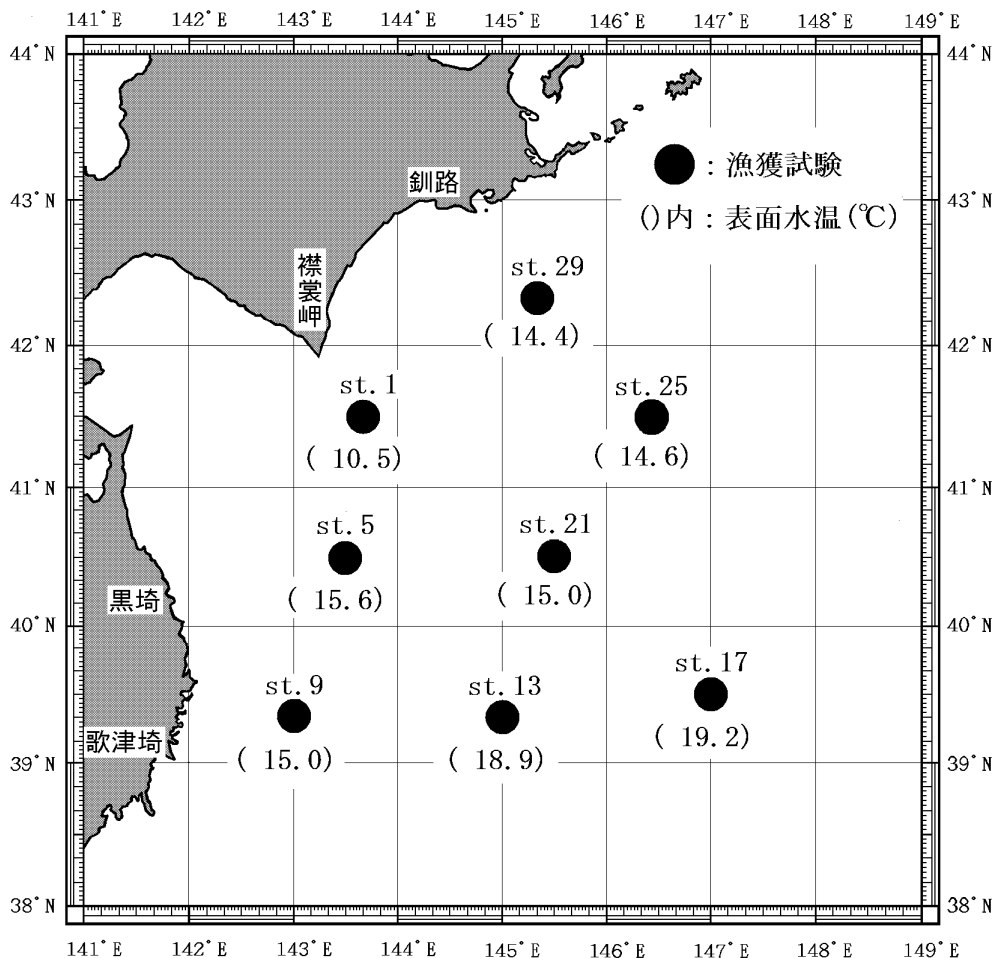 141°E 142°E 143°E 144°E 145°E 146°E 147°E 148°E 149°E
44°N 44°N
釧路
●：漁獲試験
43°N 43°N
()内：表面水温(℃)
襟裳岬
st.29
( 14.4)
42°N 42°N
st.1
( 10.5)
st.25
( 14.6)
41°N 41°N
st.5
( 15.6)
st.21
( 15.0)
黒埼
40°N 40°N
st.9
( 15.0)
st.13
( 18.9)
st.17
( 19.2)
歌津埼
39°N 39°N
38°N 38°N
141°E 142°E 143°E 144°E 145°E 146°E 147°E 148°E 149°E